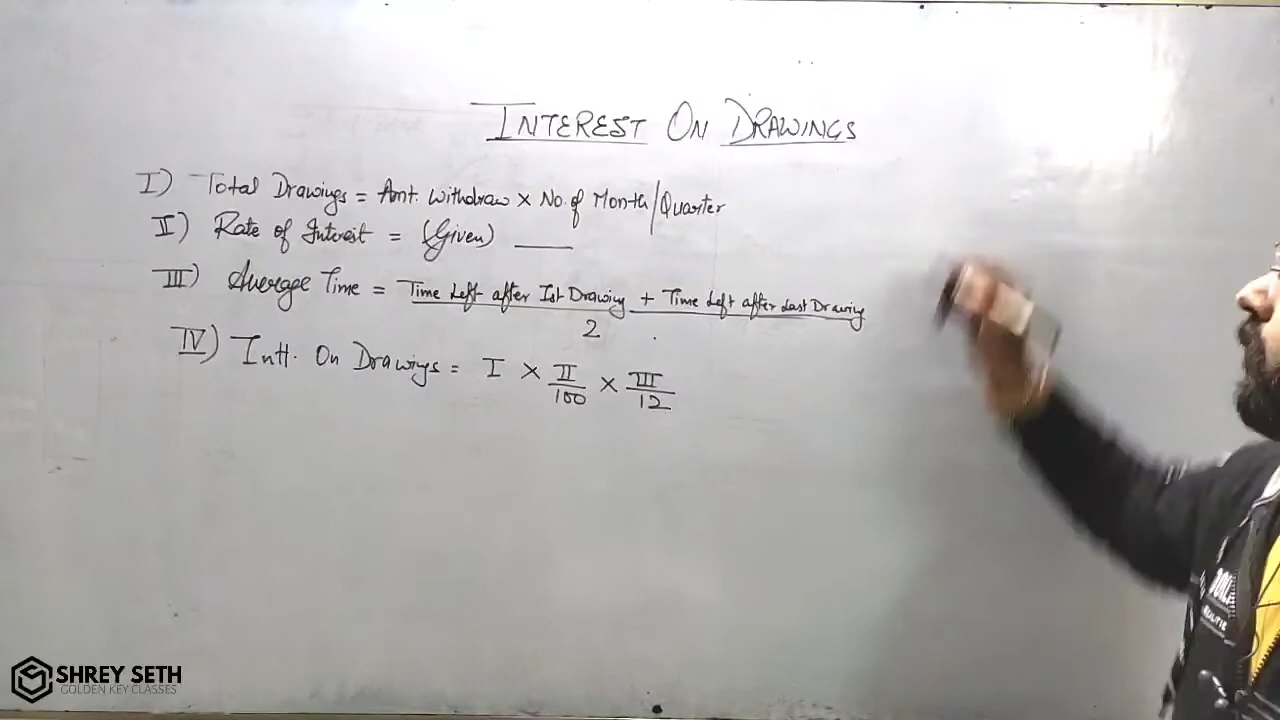 INTEREST ON DRAWINGS
I) Total Drawings = Amt. Withdraw × No. of Month/Quarter
II) Rate of Interest = (Given) ____
III) Average Time = Time Left after Ist Drawing + Time Left after Last Drawing
2
IV) Intt. On Drawings = I × II/100 × III/12
SHREY SETH
GOLDEN KEY CLASSES